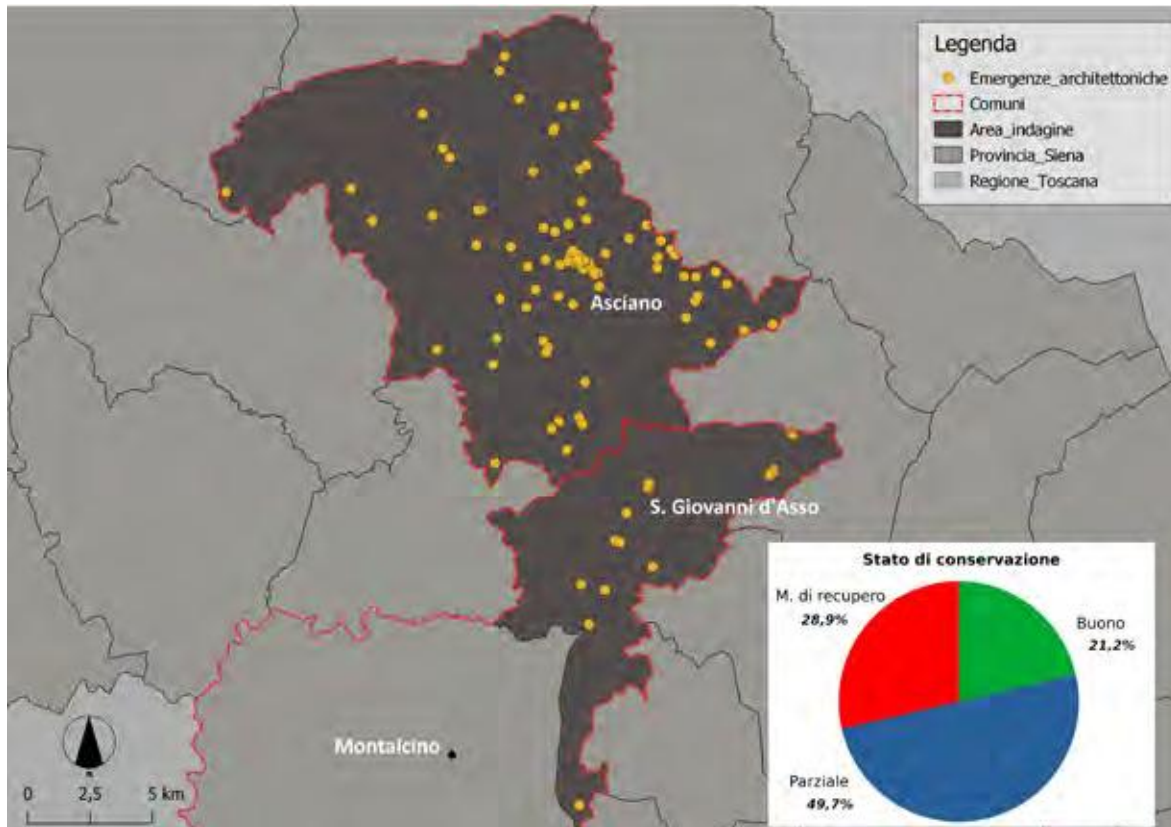 Legenda
Emergenze_architettoniche
Comuni
Area_indagine
Provincia_Siena
Regione_Toscana
Asciano
S. Giovanni d'Asso
Montalcino
N
0 2,5 5 km
Stato di conservazione
M. di recupero
28,9%
Buono
21,2%
Parziale
49,7%